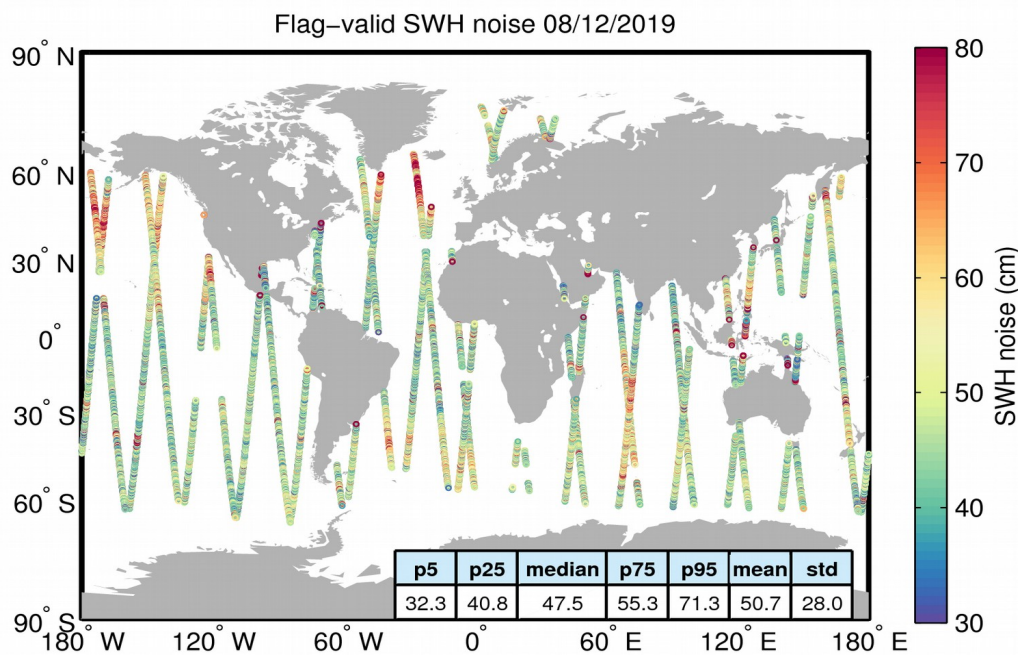 Flag−valid SWH noise 08/12/2019
90° N
60° N
30° N
0°
30° S
60° S
90° S
180° W
120° W
60° W
0°
60° E
120° E
180° E
80
70
60
50
40
30
SWH noise (cm)
p5 p25 median p75 p95 mean std
32.3 40.8 47.5 55.3 71.3 50.7 28.0